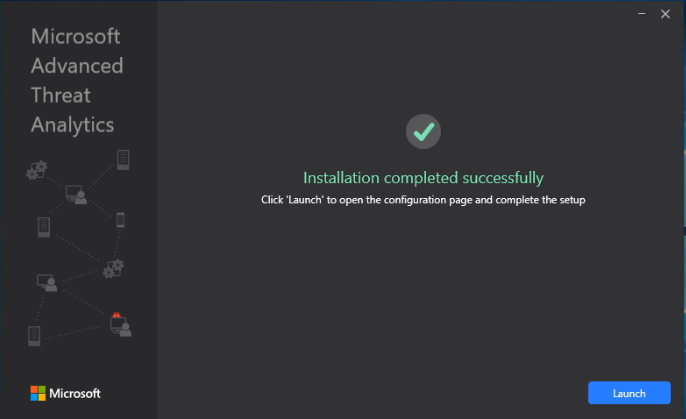 Microsoft
Advanced
Threat
Analytics
Installation completed successfully
Click 'Launch' to open the configuration page and complete the setup
Microsoft
Launch